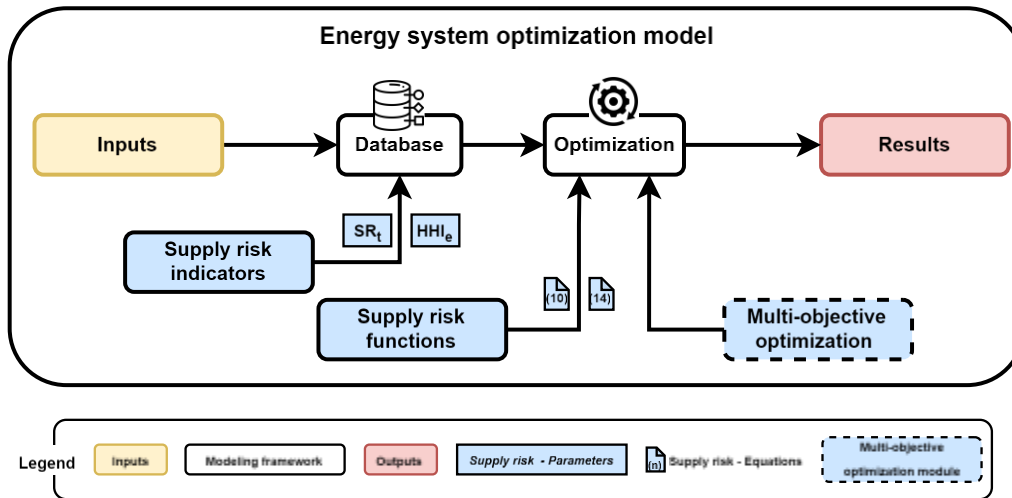 Energy system optimization model
Inputs
Database
Optimization
Results
SRt
HHIe
Supply risk
indicators
(10)
(14)
Supply risk
functions
Multi-objective
optimization
Legend
Inputs
Modeling framework
Outputs
Supply risk - Parameters
(n)
Supply risk - Equations
Multi-objective
optimization module